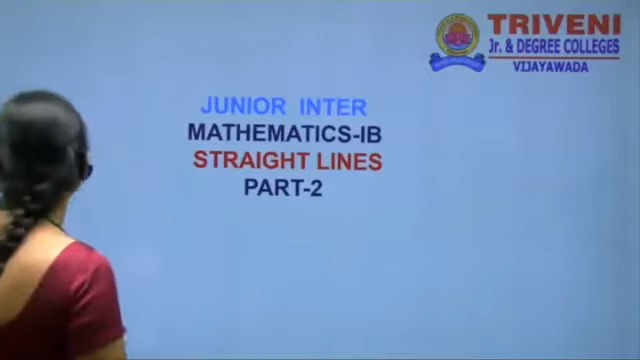 TRIVENI
Jr. & DEGREE COLLEGES
VIJAYAWADA
JUNIOR INTER
MATHEMATICS-IB
STRAIGHT LINES
PART-2